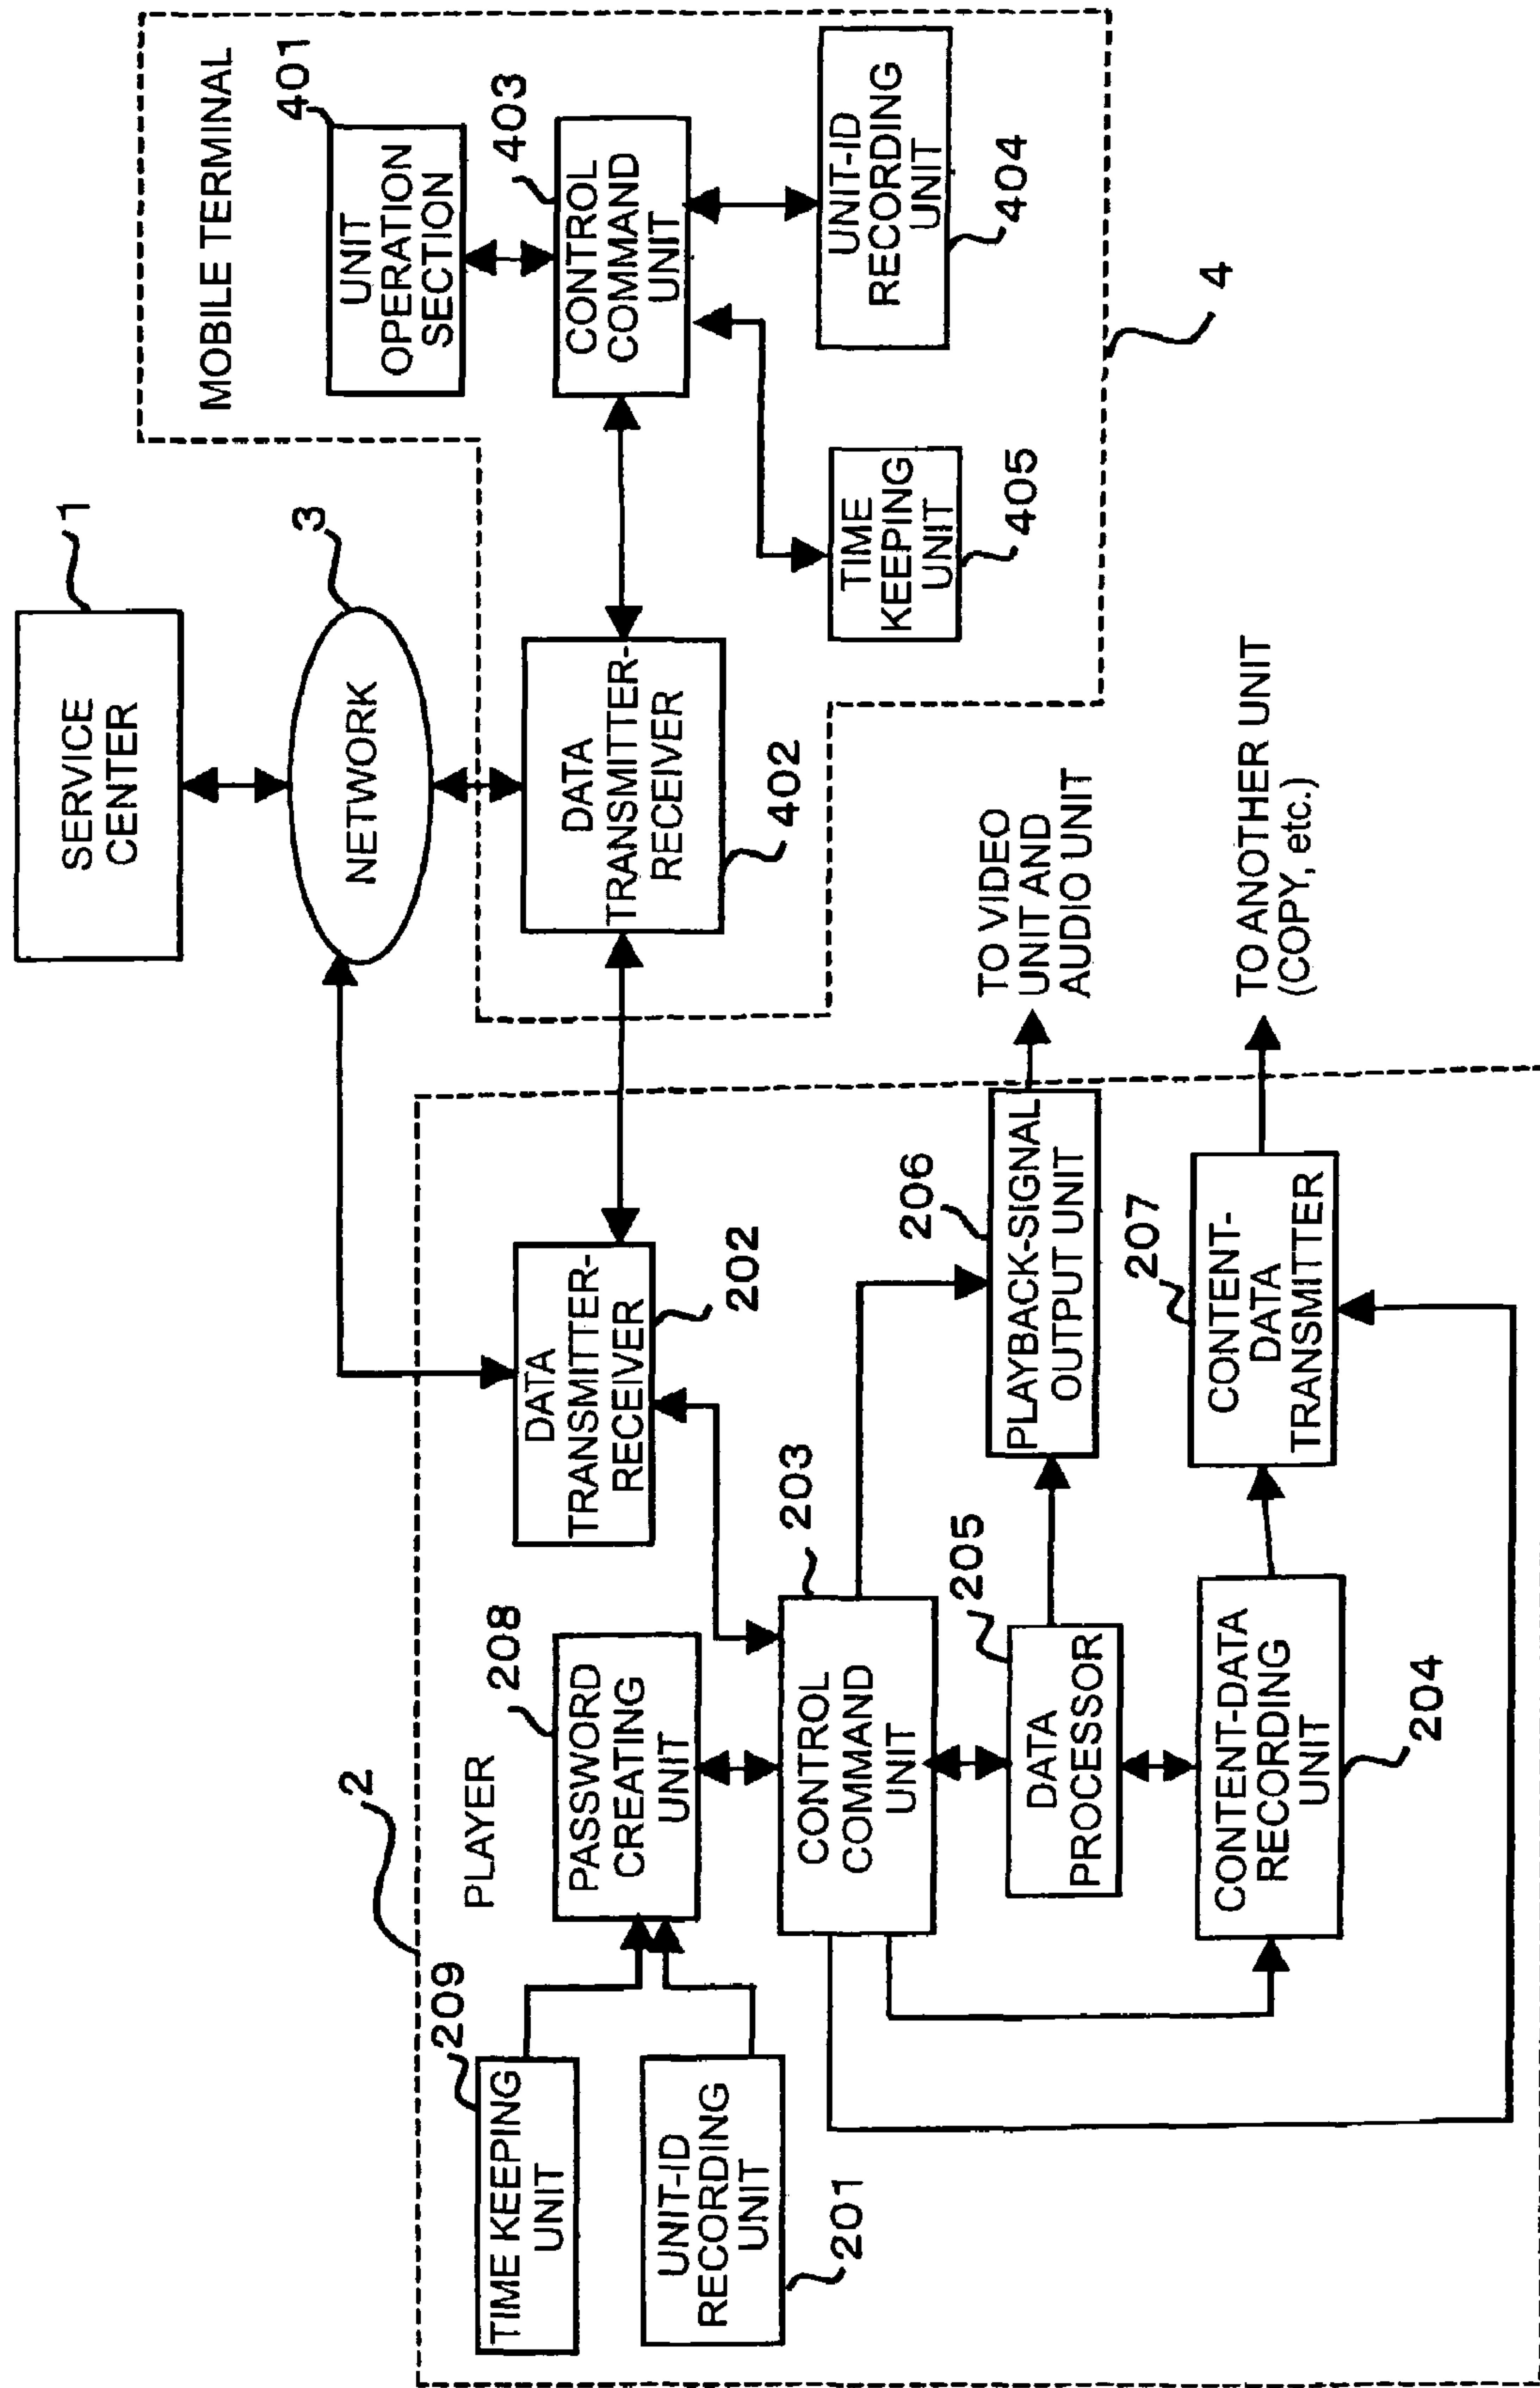 SERVICE
CENTER
1
NETWORK
3
MOBILE TERMINAL
UNIT
OPERATION
SECTION
401
CONTROL
COMMAND
UNIT
403
DATA
TRANSMITTER-
RECEIVER
402
UNIT-ID
RECORDING
UNIT
404
TIME
KEEPING
UNIT
405
4
2
PLAYER
TIME KEEPING
UNIT
209
UNIT-ID
RECORDING
UNIT
201
PASSWORD
CREATING
UNIT
208
DATA
TRANSMITTER-
RECEIVER
202
CONTROL
COMMAND
UNIT
203
DATA
PROCESSOR
205
PLAYBACK-SIGNAL
OUTPUT UNIT
206
TO VIDEO
UNIT AND
AUDIO UNIT
CONTENT-DATA
RECORDING
UNIT
204
CONTENT-
DATA
TRANSMITTER
207
TO ANOTHER UNIT
(COPY, etc.)